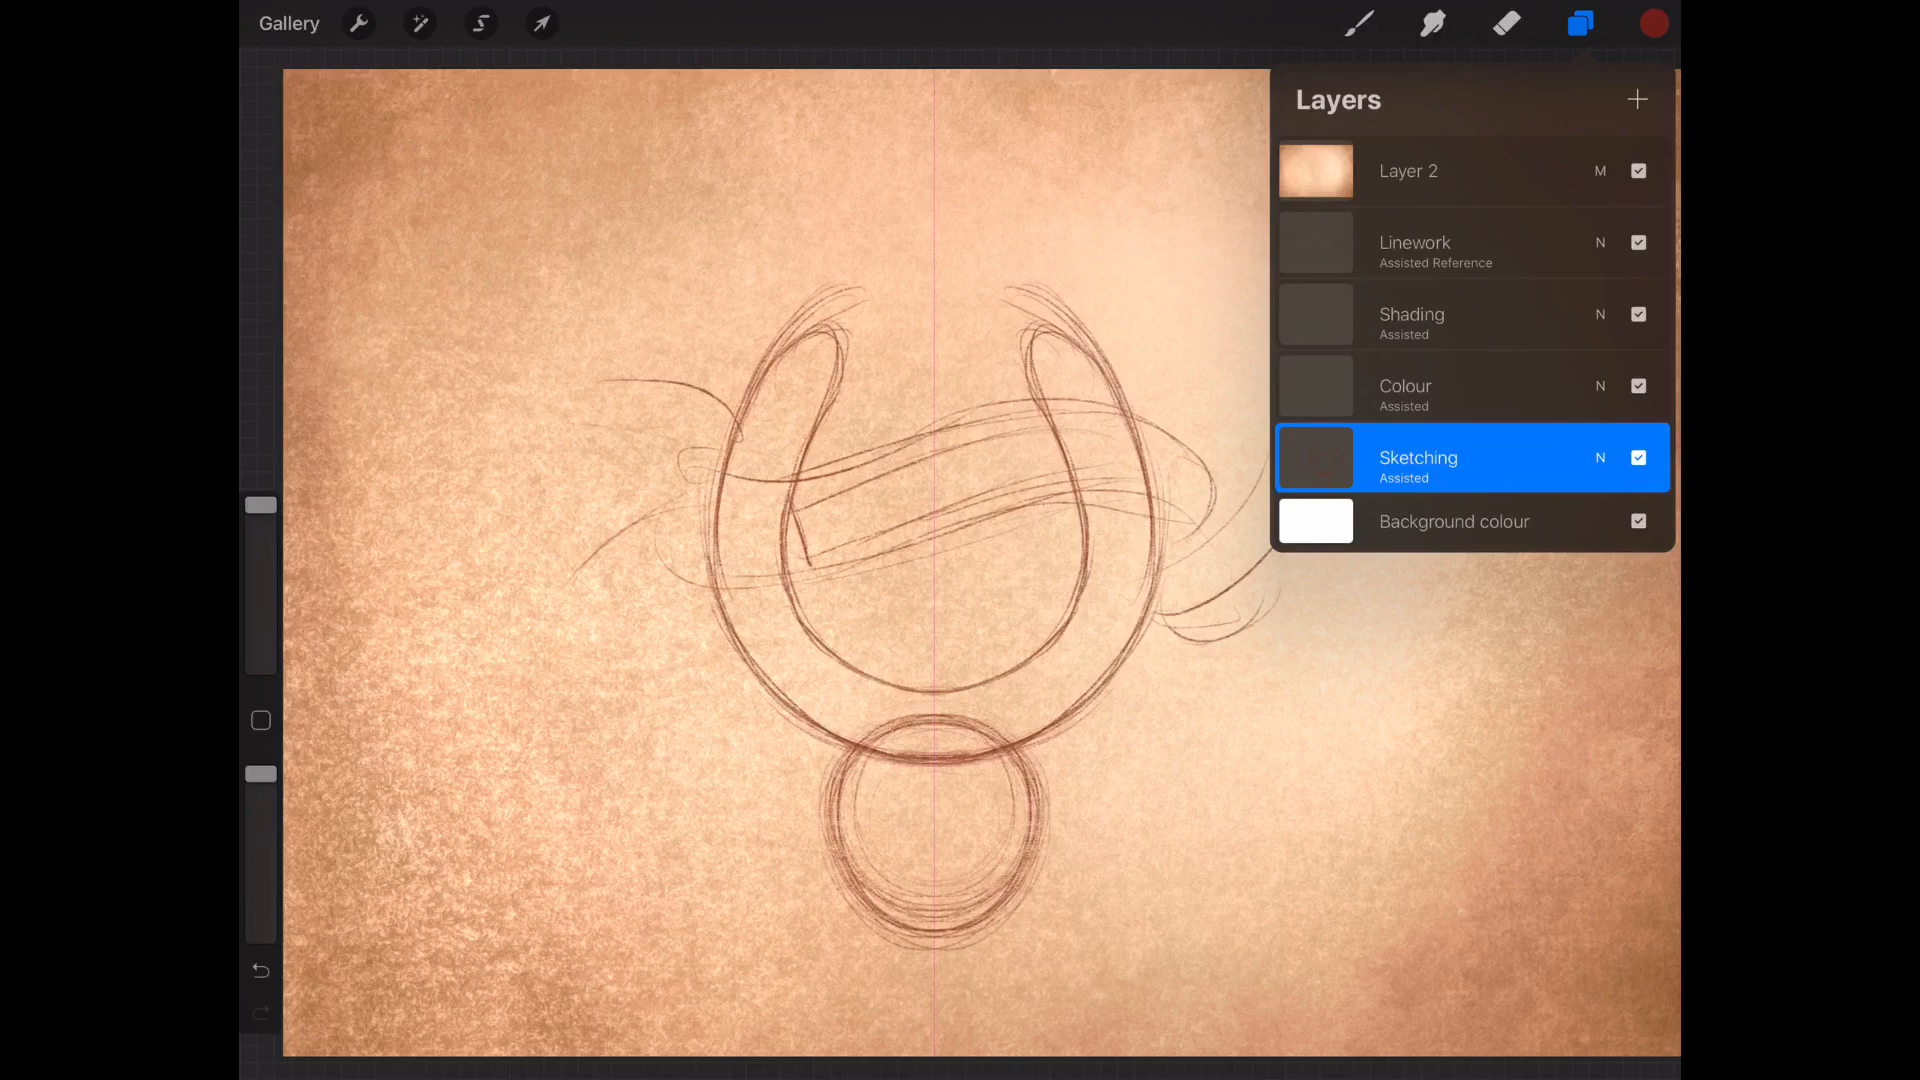 Gallery
Layers
Layer 2 M
Linework N
Assisted Reference
Shading N
Assisted
Colour N
Assisted
Sketching N
Assisted
Background colour